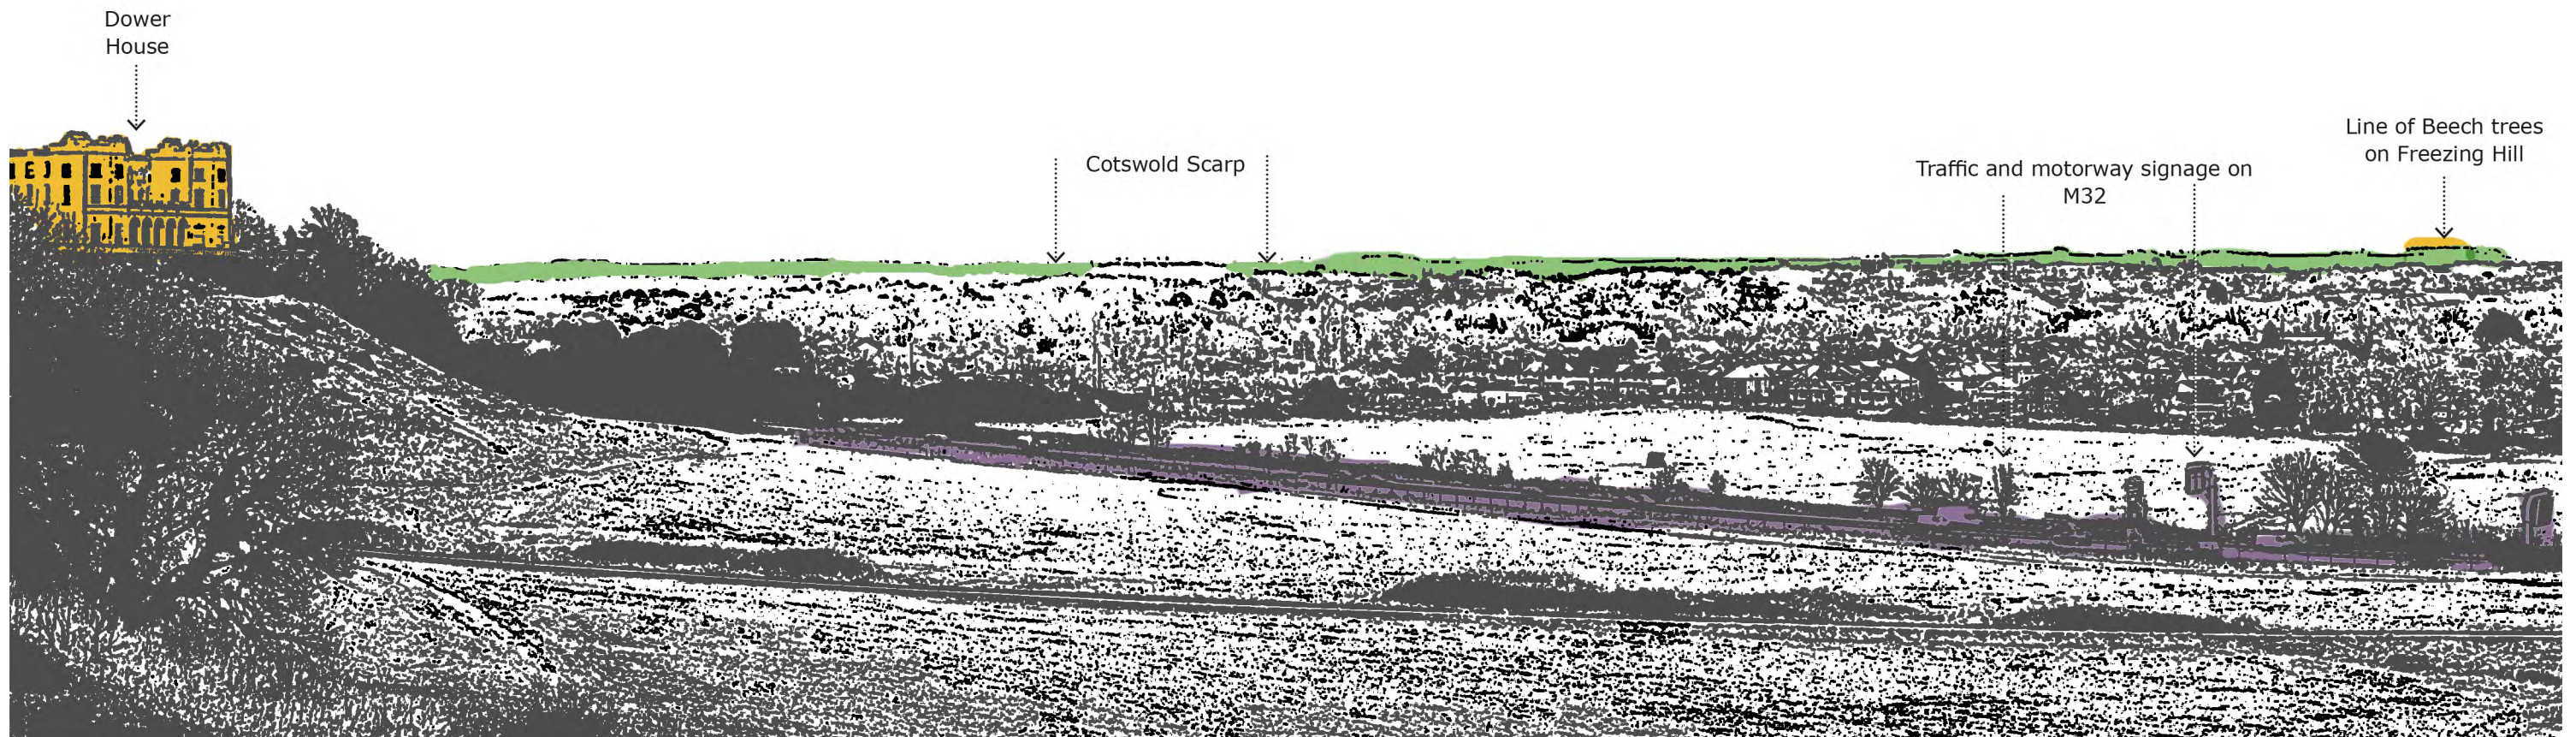 Dower
House
Cotswold Scarp
Traffic and motorway signage on
M32
Line of Beech trees
on Freezing Hill